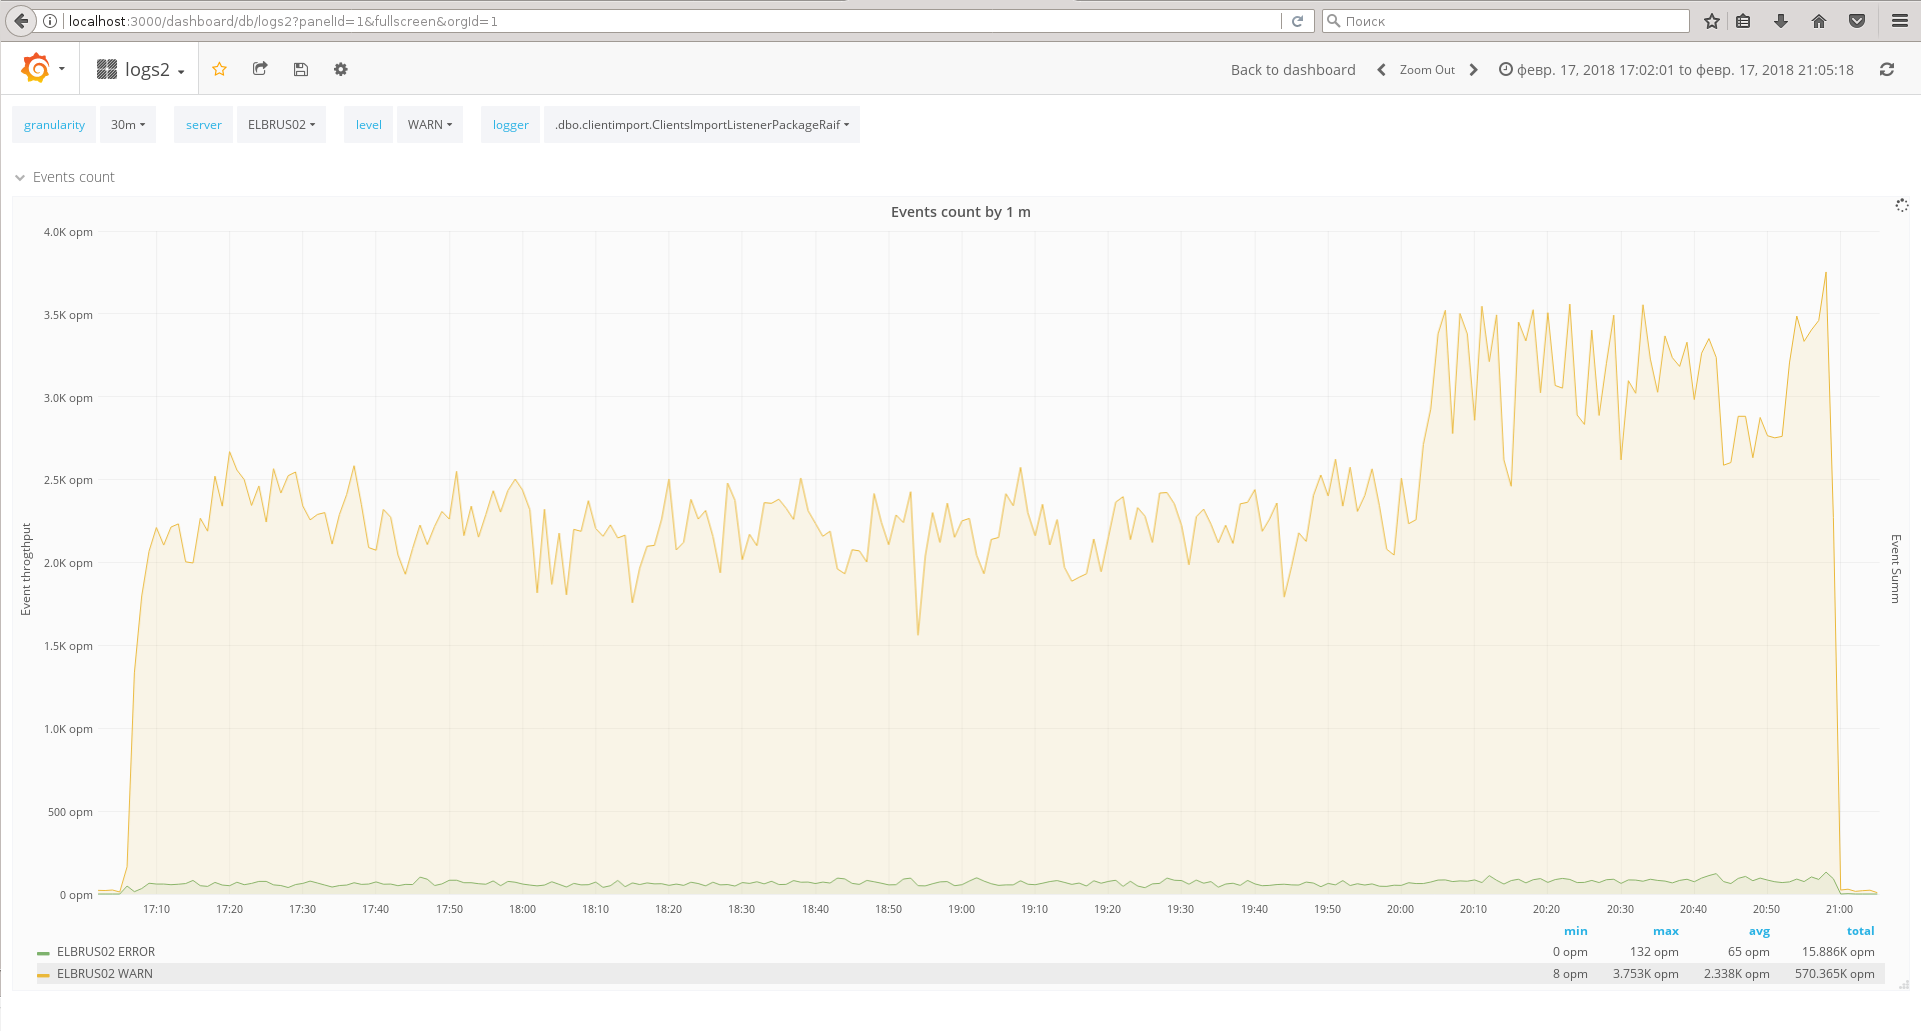 localhost:3000/dashboard/db/logs2?panelId=1&fullscreen&orgId=1
Поиск
logs2
Back to dashboard
Zoom Out
февр. 17, 2018 17:02:01 to февр. 17, 2018 21:05:18
granularity 30m server ELBRUS02 level WARN logger .dbo.clientimport.ClientsImportListenerPackageRaif
Events count
Events count by 1 m
4.0K opm
3.5K opm
3.0K opm
2.5K opm
2.0K opm
1.5K opm
1.0K opm
500 opm
0 opm
Event throgthput
Event Summ
17:10 17:20 17:30 17:40 17:50 18:00 18:10 18:20 18:30 18:40 18:50 19:00 19:10 19:20 19:30 19:40 19:50 20:00 20:10 20:20 20:30 20:40 20:50 21:00
min max avg total
ELBRUS02 ERROR 0 opm 132 opm 65 opm 15.886K opm
ELBRUS02 WARN 8 opm 3.753K opm 2.338K opm 570.365K opm